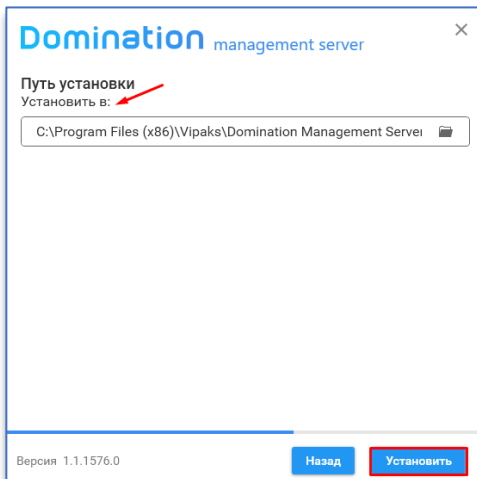 Domination management server
Путь установки
Установить в:
C:\Program Files (x86)\Vipaks\Domination Management Server
Версия 1.1.1576.0
Назад
Установить